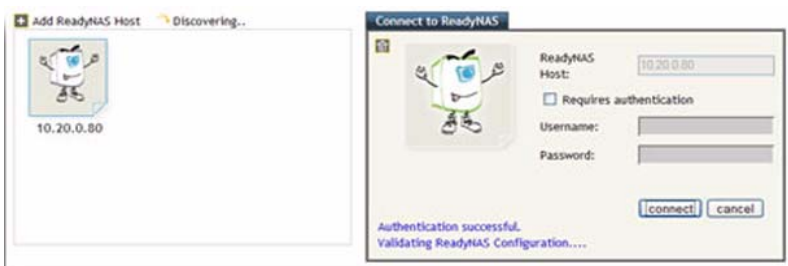 Add ReadyNAS Host Discovering..
10.20.0.80
Connect to ReadyNAS
ReadyNAS Host: 10.20.0.80
Requires authentication
Username:
Password:
connect cancel
Authentication successful.
Validating ReadyNAS Configuration....